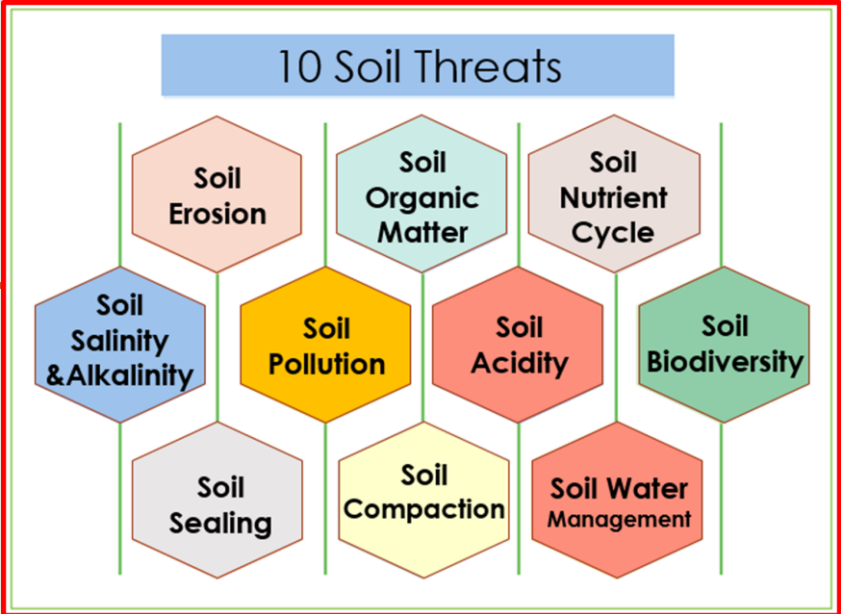 10 Soil Threats
Soil
Erosion
Soil
Organic
Matter
Soil
Nutrient
Cycle
Soil
Salinity
&Alkalinity
Soil
Pollution
Soil
Acidity
Soil
Biodiversity
Soil
Sealing
Soil
Compaction
Soil Water
Management